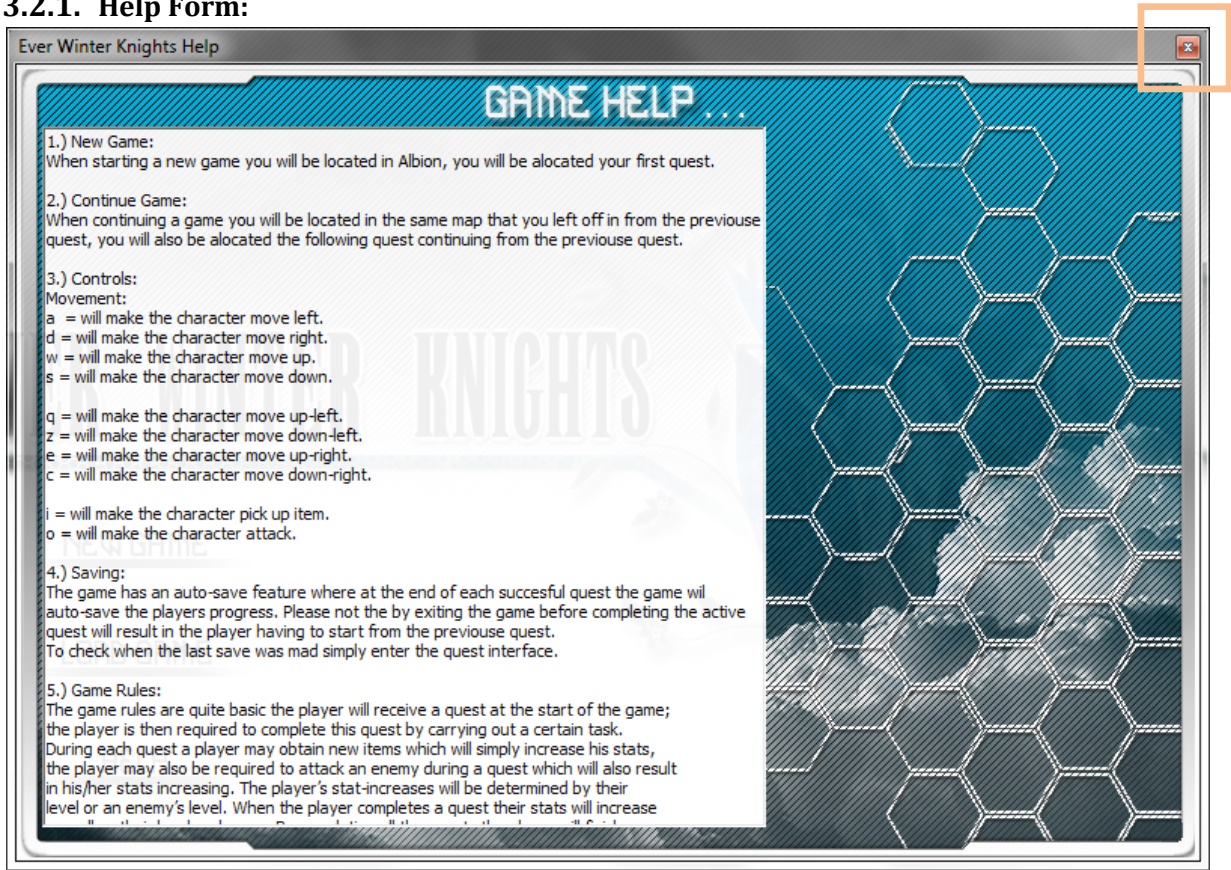 3.2.1. Help Form:
Ever Winter Knights Help
GAME HELP ...
1.) New Game:
When starting a new game you will be located in Albion, you will be alocated your first quest.
2.) Continue Game:
When continuing a game you will be located in the same map that you left off in from the previouse
quest, you will also be alocated the following quest continuing from the previouse quest.
3.) Controls:
Movement:
a = will make the character move left.
d = will make the character move right.
w = will make the character move up.
s = will make the character move down.
q = will make the character move up-left.
z = will make the character move down-left.
e = will make the character move up-right.
c = will make the character move down-right.
i = will make the character pick up item.
o = will make the character attack.
4.) Saving:
The game has an auto-save feature where at the end of each succesful quest the game wil
auto-save the players progress. Please not the by exiting the game before completing the active
quest will result in the player having to start from the previouse quest.
To check when the last save was mad simply enter the quest interface.
5.) Game Rules:
The game rules are quite basic the player will receive a quest at the start of the game;
the player is then required to complete this quest by carrying out a certain task.
During each quest a player may obtain new items which will simply increase his stats,
the player may also be required to attack an enemy during a quest which will also result
in his/her stats increasing. The player's stat-increases will be determined by their
level or an enemy's level. When the player completes a quest their stats will increase
ER WINTER KNIGHTS
NEW GAME
LOAD GAME